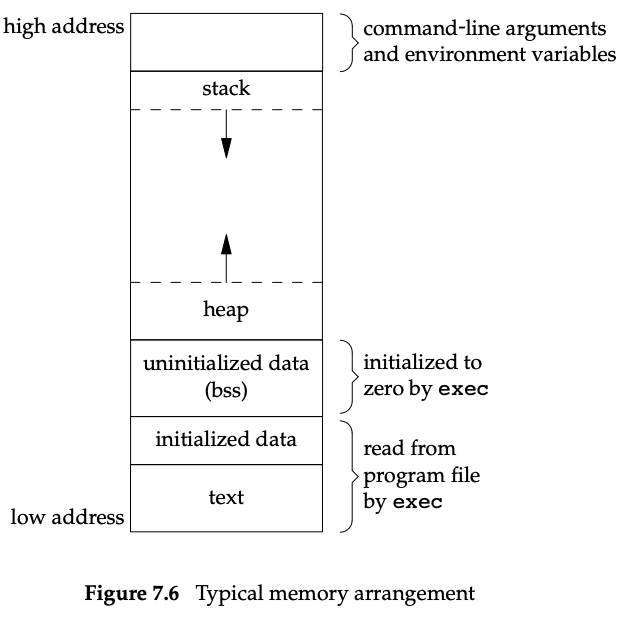 high address
command-line arguments
and environment variables
stack
heap
uninitialized data
(bss)
initialized to
zero by exec
initialized data
read from
program file
by exec
text
low address
Figure 7.6 Typical memory arrangement